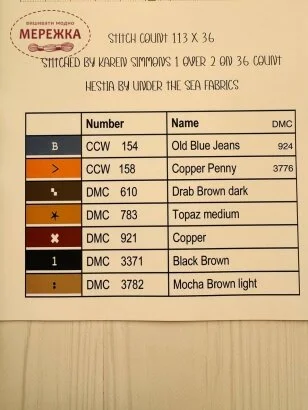 вишивати модно
МЕРЕЖКА
STITCH COUNT 113 X 36
STITCHED BY KAREN SIMMONS 1 OVER 2 ON 36 COUNT
HESTIA BY UNDER THE SEA FABRICS
Number Name DMC
B CCW 154 Old Blue Jeans 924
> CCW 158 Copper Penny 3776
DMC 610 Drab Brown dark
DMC 783 Topaz medium
DMC 921 Copper
1 DMC 3371 Black Brown
: DMC 3782 Mocha Brown light